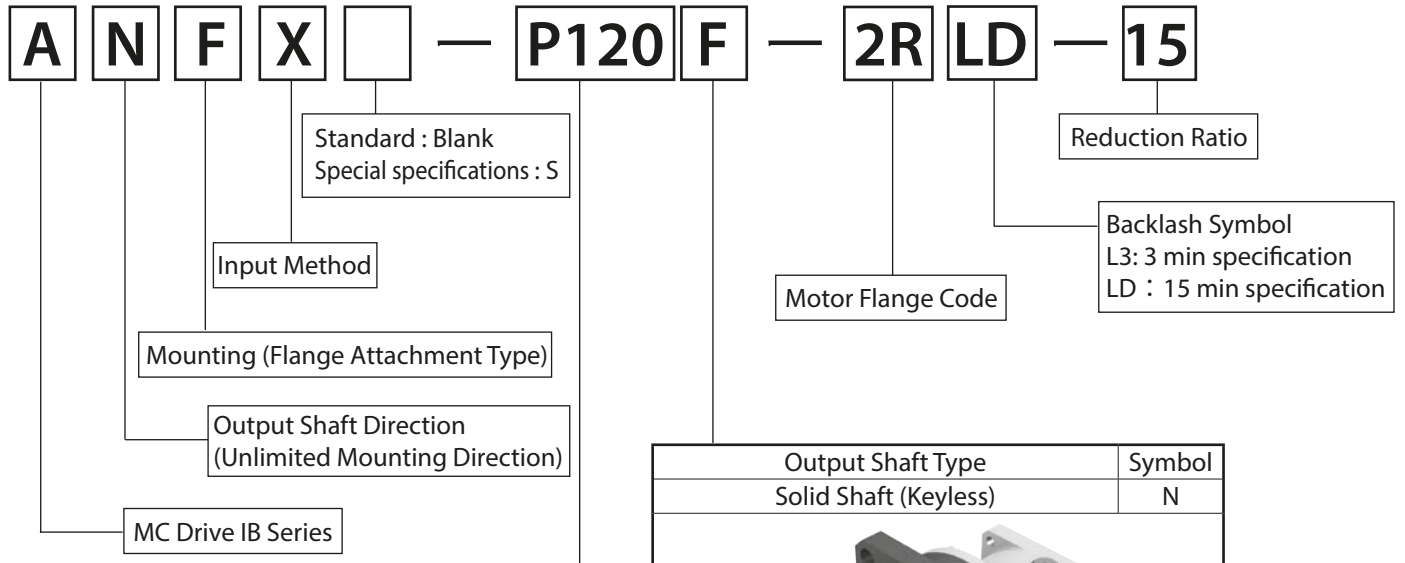 A N F X — P120 F — 2R LD — 15
Standard : Blank
Special specifications : S
Reduction Ratio
Input Method
Motor Flange Code
Backlash Symbol
L3: 3 min specification
LD：15 min specification
Mounting (Flange Attachment Type)
Output Shaft Direction
(Unlimited Mounting Direction)
MC Drive IB Series
Output Shaft Type Symbol
Solid Shaft (Keyless) N